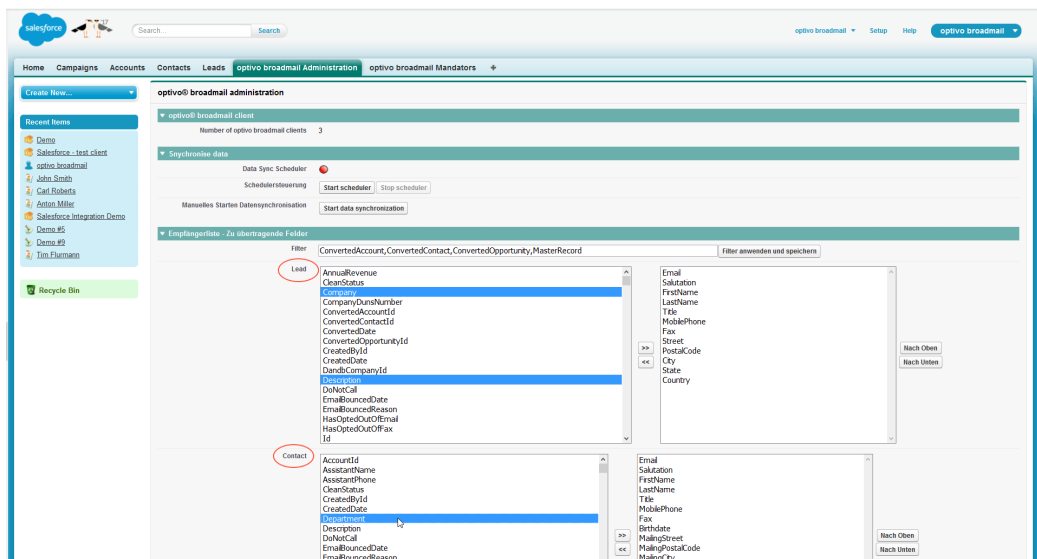 salesforce
17
Search...
Search
optivo broadmail
Setup
Help
optivo broadmail
Home
Campaigns
Accounts
Contacts
Leads
optivo broadmail Administration
optivo broadmail Mandators
+
Create New...
Recent Items
Demo
Salesforce - test client
optivo broadmail
John Smith
Carl Roberts
Anton Miller
Salesforce Integration Demo
Demo #5
Demo #9
Tim Flurmann
Recycle Bin
optivo® broadmail administration
optivo® broadmail client
Number of optivo broadmail clients 3
Snychronise data
Data Sync Scheduler
Schedulersteuerung Start scheduler Stop scheduler
Manuelles Starten Datensynchronisation Start data synchronization
Empfängerliste - Zu übertragende Felder
Filter ConvertedAccount,ConvertedContact,ConvertedOpportunity,MasterRecord Filter anwenden und speichern
Lead
AnnualRevenue
CleanStatus
Company
CompanyDunsNumber
ConvertedAccountId
ConvertedContactId
ConvertedDate
ConvertedOpportunityId
CreatedById
CreatedDate
DandbCompanyId
Description
DoNotCall
EmailBouncedDate
EmailBouncedReason
HasOptedOutOfEmail
HasOptedOutOfFax
Id
>>
<<
Email
Salutation
FirstName
LastName
Title
MobilePhone
Fax
Street
PostalCode
City
State
Country
Nach Oben
Nach Unten
Contact
AccountId
AssistantName
AssistantPhone
CleanStatus
CreatedById
CreatedDate
Department
Description
DoNotCall
EmailBouncedDate
EmailBouncedReason
>>
<<
Email
Salutation
FirstName
LastName
Title
MobilePhone
Fax
Birthdate
MailingStreet
MailingPostalCode
MailingCity
Nach Oben
Nach Unten